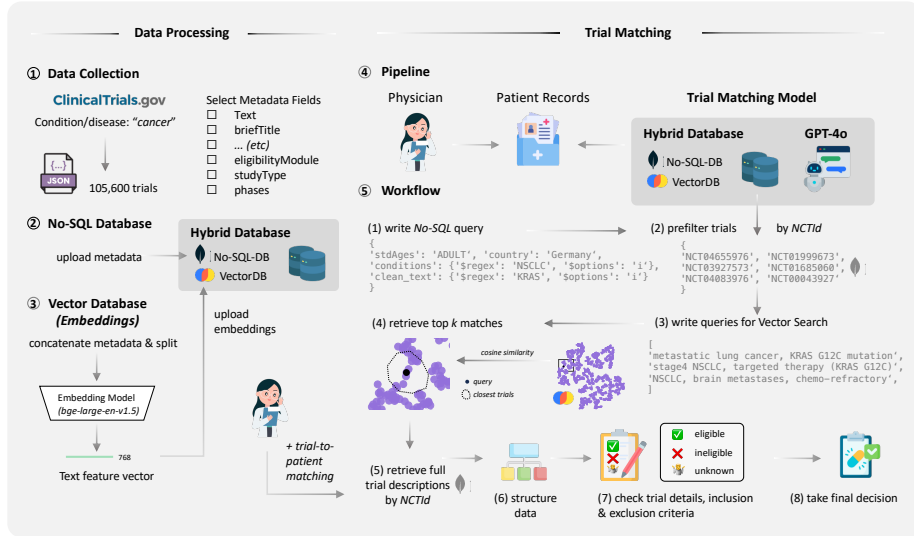 Data Processing
Trial Matching
① Data Collection
ClinicalTrials.gov
Condition/disease: “cancer”
{...}
JSON
105,600 trials
Select Metadata Fields
☐ Text
☐ briefTitle
☐ ... (etc)
☐ eligibilityModule
☐ studyType
☐ phases
② No-SQL Database
upload metadata
Hybrid Database
No-SQL-DB
VectorDB
③ Vector Database
(Embeddings)
concatenate metadata & split
upload
embeddings
Embedding Model
(bge-large-en-v1.5)
768
Text feature vector
④ Pipeline
Physician
Patient Records
Trial Matching Model
Hybrid Database
No-SQL-DB
VectorDB
GPT-4o
⑤ Workflow
(1) write No-SQL query
{
'stdAges': 'ADULT', 'country': 'Germany',
'conditions': {'$regex': 'NSCLC', '$options': 'i'},
'clean_text': {'$regex': 'KRAS', '$options': 'i'}
}
(2) prefilter trials by NCTId
{
'NCT04655976', 'NCT01999673',
'NCT03927573', 'NCT01685060',
'NCT04083976', 'NCT00043927'
}
(3) write queries for Vector Search
[
‘metastatic lung cancer, KRAS G12C mutation‘,
‘stage4 NSCLC, targeted therapy (KRAS G12C)‘,
‘NSCLC, brain metastases, chemo-refractory‘,
]
(4) retrieve top k matches
cosine similarity
query
closest trials
+ trial-to-
patient
matching
(5) retrieve full
trial descriptions
by NCTId
(6) structure
data
eligible
ineligible
unknown
(7) check trial details, inclusion
& exclusion criteria
(8) take final decision